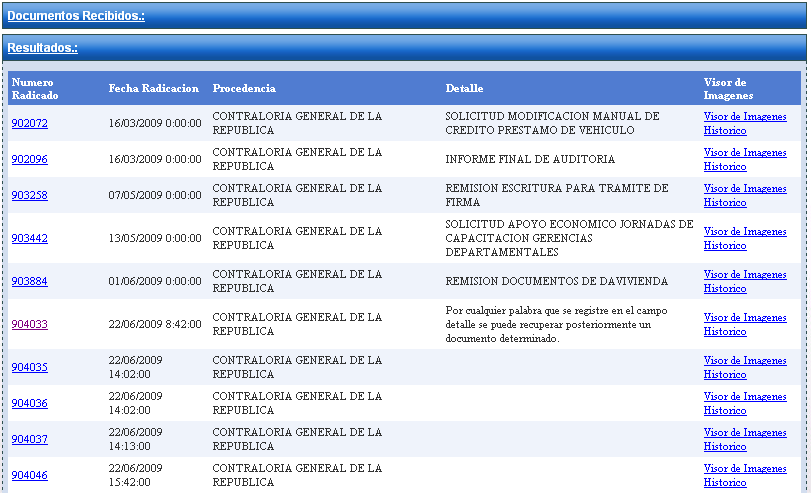 Documentos Recibidos.:
Resultados.:
Numero Radicado Fecha Radicacion Procedencia Detalle Visor de Imagenes
902072 16/03/2009 0:00:00 CONTRALORIA GENERAL DE LA REPUBLICA SOLICITUD MODIFICACION MANUAL DE CREDITO PRESTAMO DE VEHICULO Visor de Imagenes Historico
902096 16/03/2009 0:00:00 CONTRALORIA GENERAL DE LA REPUBLICA INFORME FINAL DE AUDITORIA Visor de Imagenes Historico
903258 07/05/2009 0:00:00 CONTRALORIA GENERAL DE LA REPUBLICA REMISION ESCRITURA PARA TRAMITE DE FIRMA Visor de Imagenes Historico
903442 13/05/2009 0:00:00 CONTRALORIA GENERAL DE LA REPUBLICA SOLICITUD APOYO ECONOMICO JORNADAS DE CAPACITACION GERENCIAS DEPARTAMENTALES Visor de Imagenes Historico
903884 01/06/2009 0:00:00 CONTRALORIA GENERAL DE LA REPUBLICA REMISION DOCUMENTOS DE DAVIVIENDA Visor de Imagenes Historico
904033 22/06/2009 8:42:00 CONTRALORIA GENERAL DE LA REPUBLICA Por cualquier palabra que se registre en el campo detalle se puede recuperar posteriormente un documento determinado. Visor de Imagenes Historico
904035 22/06/2009 14:02:00 CONTRALORIA GENERAL DE LA REPUBLICA Visor de Imagenes Historico
904036 22/06/2009 14:02:00 CONTRALORIA GENERAL DE LA REPUBLICA Visor de Imagenes Historico
904037 22/06/2009 14:13:00 CONTRALORIA GENERAL DE LA REPUBLICA Visor de Imagenes Historico
904046 22/06/2009 15:42:00 CONTRALORIA GENERAL DE LA REPUBLICA Visor de Imagenes Historico